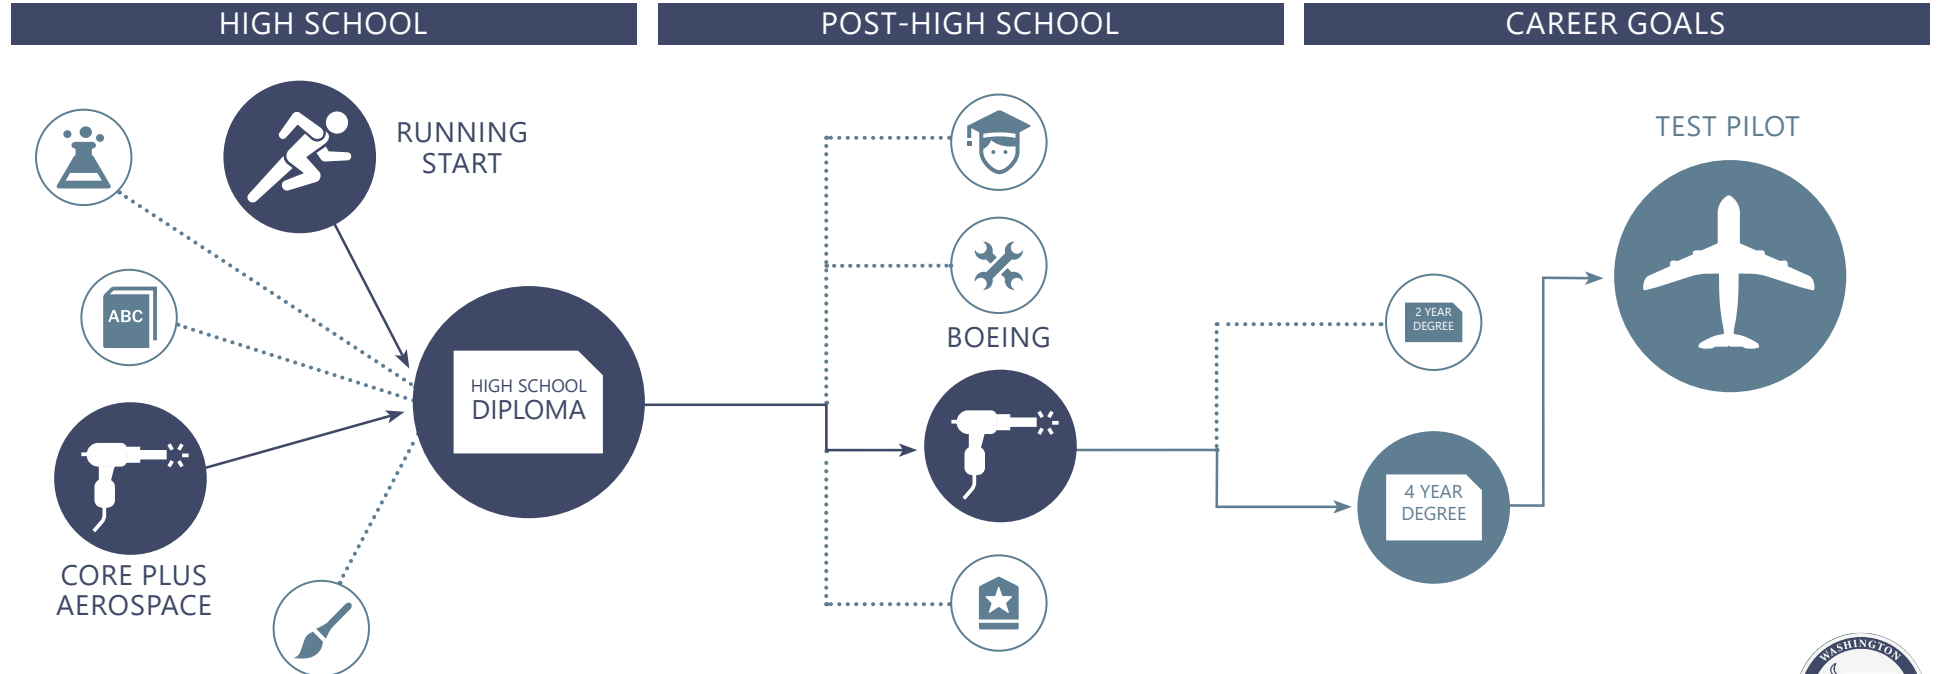 HIGH SCHOOL
POST-HIGH SCHOOL
CAREER GOALS
RUNNING
START
ABC
CORE PLUS
AEROSPACE
HIGH SCHOOL
DIPLOMA
BOEING
2 YEAR
DEGREE
4 YEAR
DEGREE
TEST PILOT
WASHINGTON